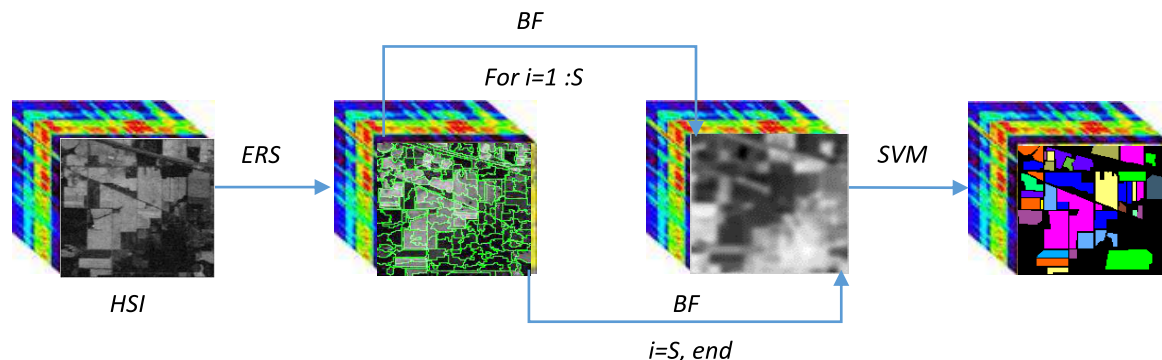 BF
For i=1 :S
ERS
SVM
HSI
BF
i=S, end